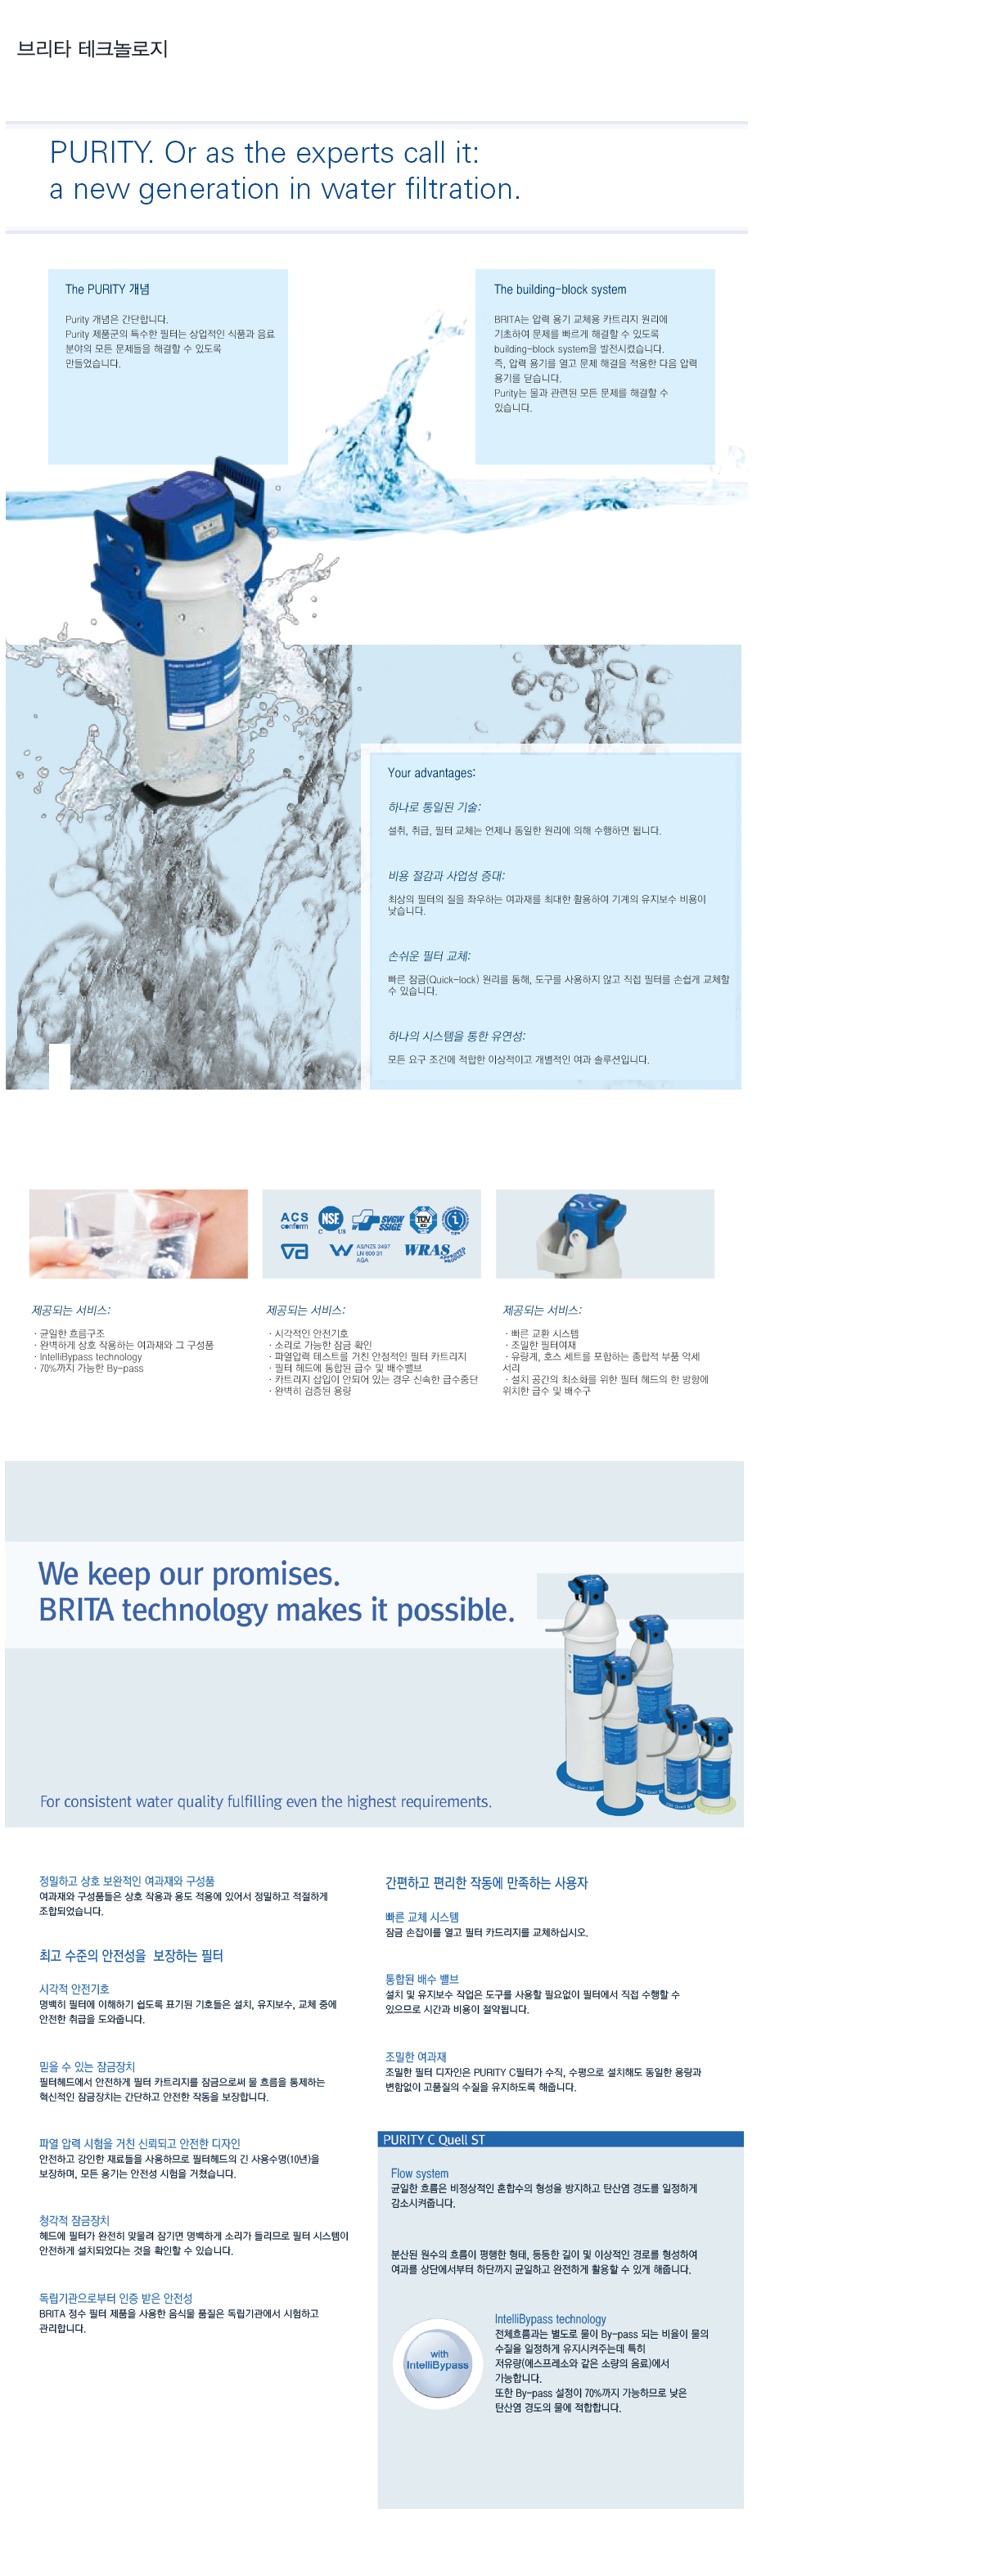 브리타 테크놀로지
PURITY. Or as the experts call it:
a new generation in water filtration.
The PURITY 개념
Purity 개념은 간단합니다.
Purity 제품군의 특수한 필터는 상업적인 식품과 음료
분야의 모든 문제들을 해결할 수 있도록
만들었습니다.
The building-block system
BRITA는 압력 용기 교체용 카트리지 원리에
기초하여 문제를 빠르게 해결할 수 있도록
building-block system을 발전시켰습니다.
즉, 압력 용기를 열고 문제 해결을 적용한 다음 압력
용기를 닫습니다.
Purity는 물과 관련된 모든 문제를 해결할 수
있습니다.
Your advantages:
하나로 통일된 기술:
설취, 취급, 필터 교체는 언제나 동일한 원리에 의해 수행하면 됩니다.
비용 절감과 사업성 증대:
최상의 필터의 질을 좌우하는 여과재를 최대한 활용하여 기계의 유지보수 비용이
낮습니다.
손쉬운 필터 교체:
빠른 잠금(Quick-lock) 원리를 통해, 도구를 사용하지 않고 직접 필터를 손쉽게 교체할
수 있습니다.
하나의 시스템을 통한 유연성:
모든 요구 조건에 적합한 이상적이고 개별적인 여과 솔루션입니다.
ACS
conform
NSF
C US
SVGW
SSIGE
TÜV
va
W
AS/NZS 3497
LN 600 31
AGA
WRAS
APPROVED
PRODUCT
제공되는 서비스:
· 균일한 흐름구조
· 완벽하게 상호 작용하는 여과재와 그 구성품
· IntelliBypass technology
· 70%까지 가능한 By-pass
제공되는 서비스:
· 시각적인 안전기호
· 소리로 가능한 잠금 확인
· 파열압력 테스트를 거친 안정적인 필터 카트리지
· 필터 헤드에 통합된 급수 및 배수밸브
· 카트리지 삽입이 안되어 있는 경우 신속한 급수중단
· 완벽히 검증된 용량
제공되는 서비스:
· 빠른 교환 시스템
· 조밀한 필터여재
· 유량계, 호스 세트를 포함하는 종합적 부품 악세
서리
· 설치 공간의 최소화를 위한 필터 헤드의 한 방향에
위치한 급수 및 배수구
We keep our promises.
BRITA technology makes it possible.
For consistent water quality fulfilling even the highest requirements.
정밀하고 상호 보완적인 여과재와 구성품
여과재와 구성품들은 상호 작용과 용도 적용에 있어서 정밀하고 적절하게
조합되었습니다.
최고 수준의 안전성을 보장하는 필터
시각적 안전기호
명백히 필터에 이해하기 쉽도록 표기된 기호들은 설치, 유지보수, 교체 중에
안전한 취급을 도와줍니다.
믿을 수 있는 잠금장치
필터헤드에서 안전하게 필터 카트리지를 잠금으로써 물 흐름을 통제하는
혁신적인 잠금장치는 간단하고 안전한 작동을 보장합니다.
파열 압력 시험을 거친 신뢰되고 안전한 디자인
안전하고 강인한 재료들을 사용하므로 필터헤드의 긴 사용수명(10년)을
보장하며, 모든 용기는 안전성 시험을 거쳤습니다.
청각적 잠금장치
헤드에 필터가 완전히 맞물려 잠기면 명백하게 소리가 들리므로 필터 시스템이
안전하게 설치되었다는 것을 확인할 수 있습니다.
독립기관으로부터 인증 받은 안전성
BRITA 정수 필터 제품을 사용한 음식물 품질은 독립기관에서 시험하고
관리합니다.
간편하고 편리한 작동에 만족하는 사용자
빠른 교체 시스템
잠금 손잡이를 열고 필터 카드리지를 교체하십시오.
통합된 배수 밸브
설치 및 유지보수 작업은 도구를 사용할 필요없이 필터에서 직접 수행할 수
있으므로 시간과 비용이 절약됩니다.
조밀한 여과재
조밀한 필터 디자인은 PURITY C필터가 수직, 수평으로 설치해도 동일한 용량과
변함없이 고품질의 수질을 유지하도록 해줍니다.
PURITY C Quell ST
Flow system
균일한 흐름은 비정상적인 혼합수의 형성을 방지하고 탄산염 경도를 일정하게
감소시켜줍니다.
분산된 원수의 흐름이 평행한 형태, 동등한 길이 및 이상적인 경로를 형성하여
여과를 상단에서부터 하단까지 균일하고 완전하게 활용할 수 있게 해줍니다.
with
IntelliBypass
IntelliBypass technology
전체흐름과는 별도로 물이 By-pass 되는 비율이 물의
수질을 일정하게 유지시켜주는데 특히
저유량(에스프레소와 같은 소량의 음료)에서
가능합니다.
또한 By-pass 설정이 70%까지 가능하므로 낮은
탄산염 경도의 물에 적합합니다.